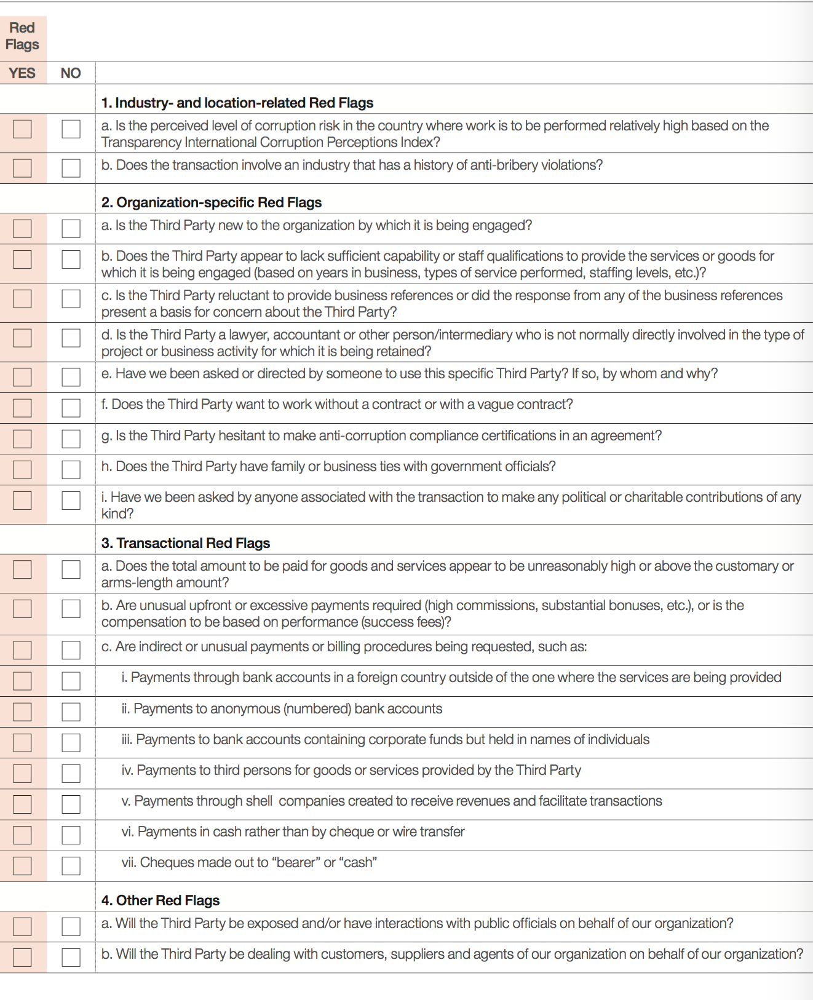 Red
Flags
YES NO
1. Industry- and location-related Red Flags
a. Is the perceived level of corruption risk in the country where work is to be performed relatively high based on the
Transparency International Corruption Perceptions Index?
b. Does the transaction involve an industry that has a history of anti-bribery violations?
2. Organization-specific Red Flags
a. Is the Third Party new to the organization by which it is being engaged?
b. Does the Third Party appear to lack sufficient capability or staff qualifications to provide the services or goods for
which it is being engaged (based on years in business, types of service performed, staffing levels, etc.)?
c. Is the Third Party reluctant to provide business references or did the response from any of the business references
present a basis for concern about the Third Party?
d. Is the Third Party a lawyer, accountant or other person/intermediary who is not normally directly involved in the type of
project or business activity for which it is being retained?
e. Have we been asked or directed by someone to use this specific Third Party? If so, by whom and why?
f. Does the Third Party want to work without a contract or with a vague contract?
g. Is the Third Party hesitant to make anti-corruption compliance certifications in an agreement?
h. Does the Third Party have family or business ties with government officials?
i. Have we been asked by anyone associated with the transaction to make any political or charitable contributions of any
kind?
3. Transactional Red Flags
a. Does the total amount to be paid for goods and services appear to be unreasonably high or above the customary or
arms-length amount?
b. Are unusual upfront or excessive payments required (high commissions, substantial bonuses, etc.), or is the
compensation to be based on performance (success fees)?
c. Are indirect or unusual payments or billing procedures being requested, such as:
i. Payments through bank accounts in a foreign country outside of the one where the services are being provided
ii. Payments to anonymous (numbered) bank accounts
iii. Payments to bank accounts containing corporate funds but held in names of individuals
iv. Payments to third persons for goods or services provided by the Third Party
v. Payments through shell companies created to receive revenues and facilitate transactions
vi. Payments in cash rather than by cheque or wire transfer
vii. Cheques made out to “bearer” or “cash”
4. Other Red Flags
a. Will the Third Party be exposed and/or have interactions with public officials on behalf of our organization?
b. Will the Third Party be dealing with customers, suppliers and agents of our organization on behalf of our organization?